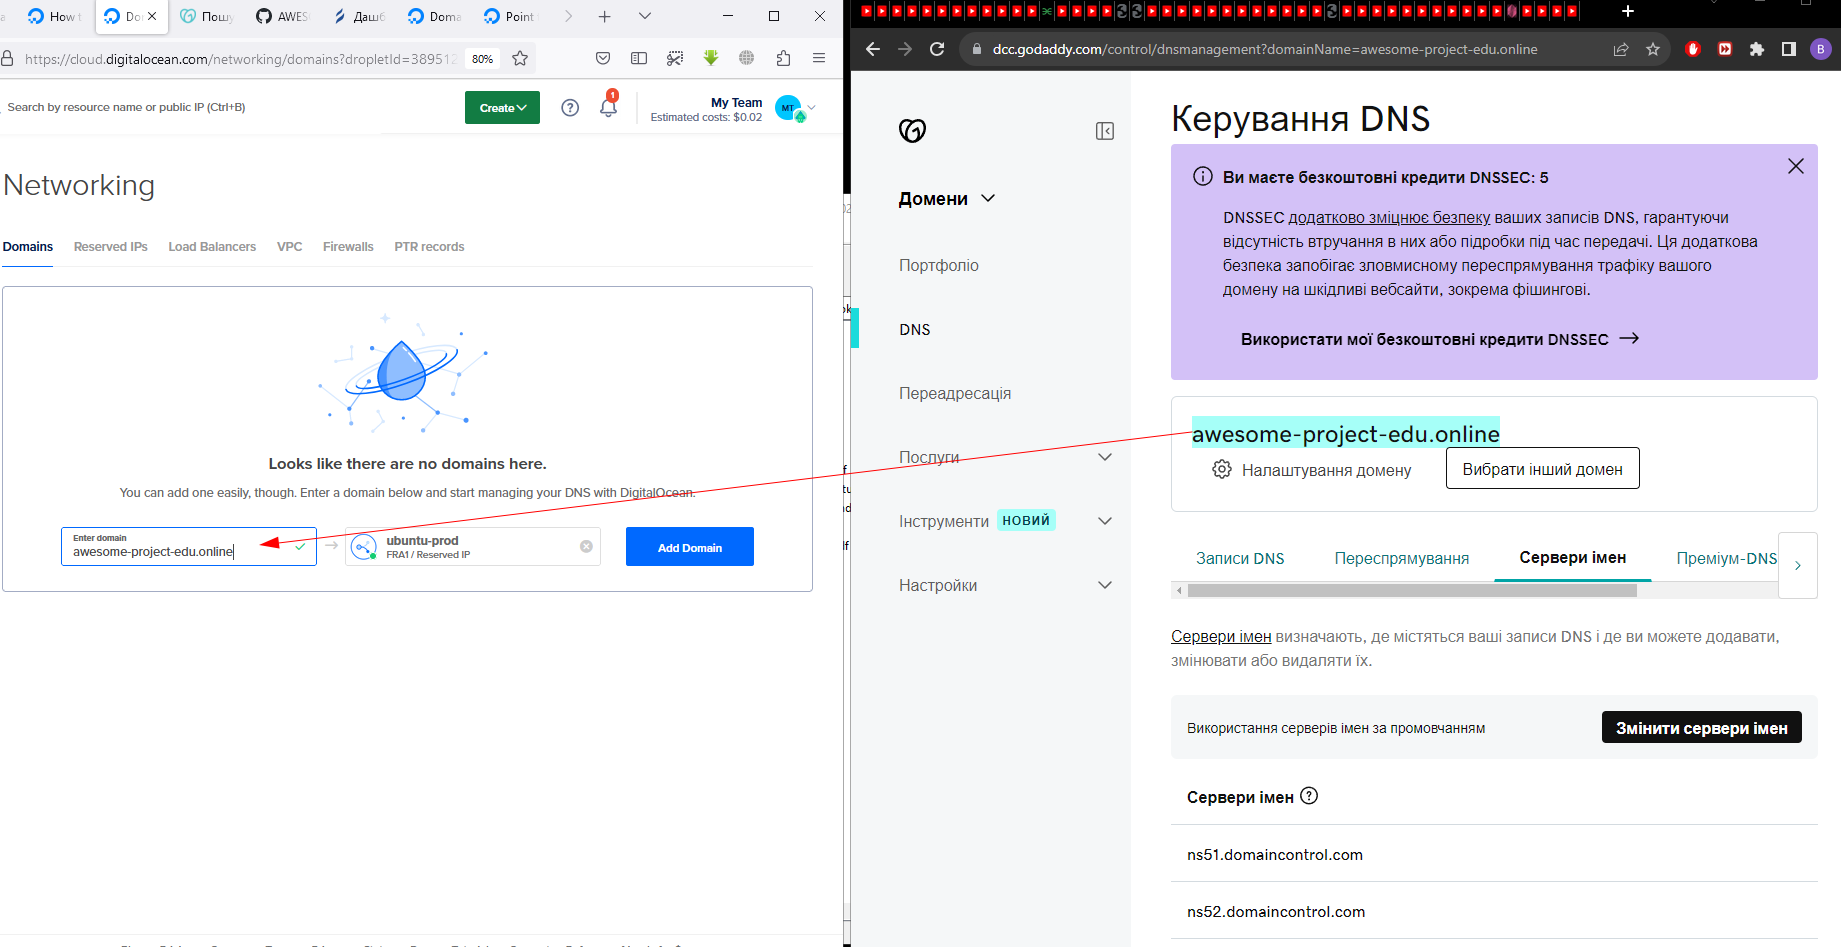 How t
Do
Пошу
AWES
Дашб
Doma
Point
https://cloud.digitalocean.com/networking/domains?dropletId=389512
80%
Search by resource name or public IP (Ctrl+B)
Create
1
My Team
Estimated costs: $0.02
MT
Networking
Domains
Reserved IPs
Load Balancers
VPC
Firewalls
PTR records
Looks like there are no domains here.
You can add one easily, though. Enter a domain below and start managing your DNS with DigitalOcean.
Enter domain
awesome-project-edu.online
ubuntu-prod
FRA1 / Reserved IP
Add Domain
dcc.godaddy.com/control/dnsmanagement?domainName=awesome-project-edu.online
B
Домени
Портфоліо
DNS
Переадресація
Послуги
Інструменти
НОВИЙ
Настройки
Керування DNS
Ви маєте безкоштовні кредити DNSSEC: 5
DNSSEC додатково зміцнює безпеку ваших записів DNS, гарантуючи
відсутність втручання в них або підробки під час передачі. Ця додаткова
безпека запобігає зловмисному переспрямування трафіку вашого
домену на шкідливі вебсайти, зокрема фішингові.
Використати мої безкоштовні кредити DNSSEC
awesome-project-edu.online
Налаштування домену
Вибрати інший домен
Записи DNS
Переспрямування
Сервери імен
Преміум-DNS
Сервери імен визначають, де містяться ваші записи DNS і де ви можете додавати,
змінювати або видаляти їх.
Використання серверів імен за промовчанням
Змінити сервери імен
Сервери імен
ns51.domaincontrol.com
ns52.domaincontrol.com